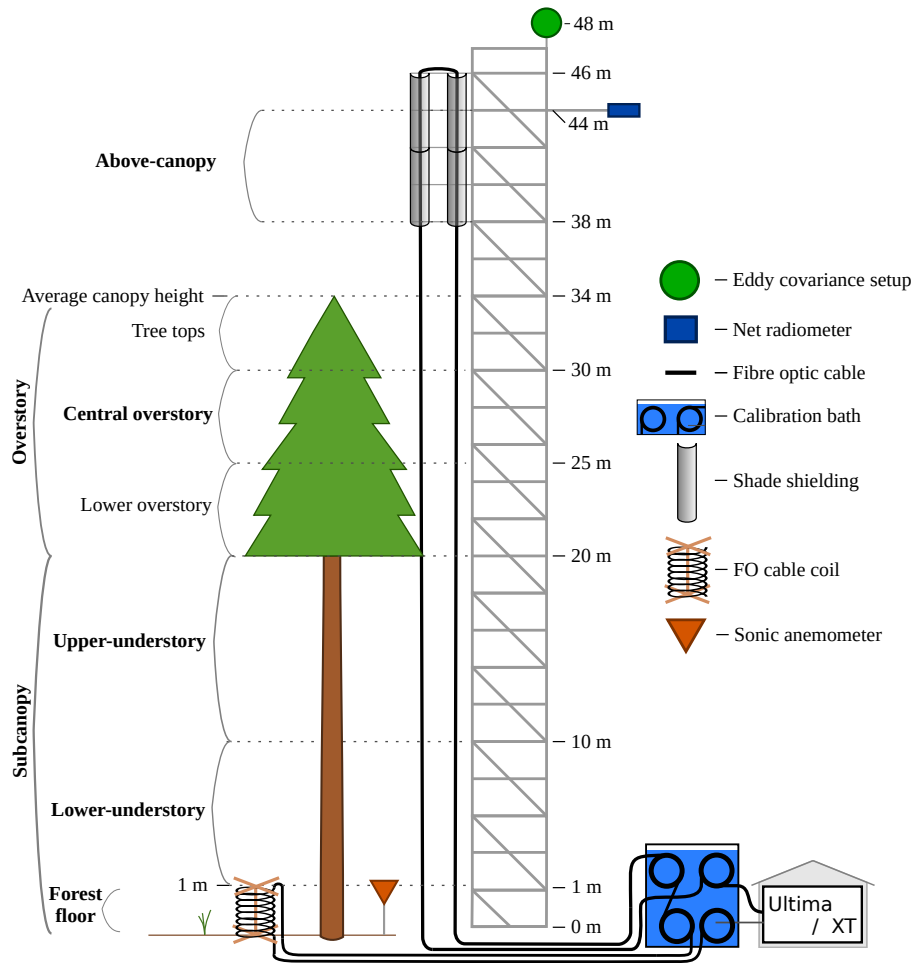 48 m
46 m
44 m
Above-canopy
38 m
Eddy covariance setup
Average canopy height
34 m
Tree tops
Net radiometer
30 m
Fibre optic cable
Overstory
Central overstory
Calibration bath
25 m
Lower overstory
Shade shielding
20 m
FO cable coil
Upper-understory
Sonic anemometer
Subcanopy
10 m
Lower-understory
1 m
1 m
Forest
floor
Ultima
/ XT
0 m